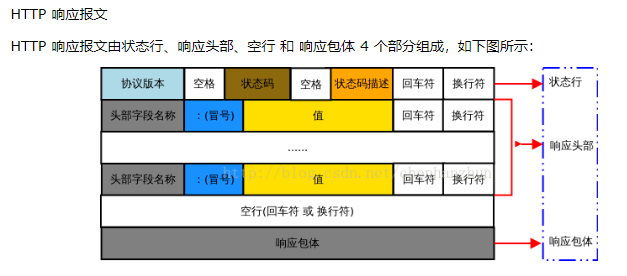 HTTP 响应报文
HTTP 响应报文由状态行、响应头部、空行 和 响应包体 4 个部分组成，如下图所示：
协议版本 空格 状态码 空格 状态码描述 回车符 换行符 状态行
头部字段名称 ：(冒号) 值 回车符 换行符
...... 响应头部
头部字段名称 ：(冒号) 值 回车符 换行符
空行(回车符 或 换行符)
响应包体 响应包体